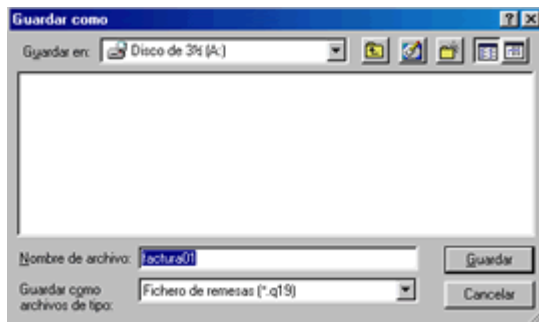 Guardar como
Guardar en: Disco de 3½ (A:)
Nombre de archivo: factura01 Guardar
Guardar como
archivos de tipo: Fichero de remesas (*.q19) Cancelar